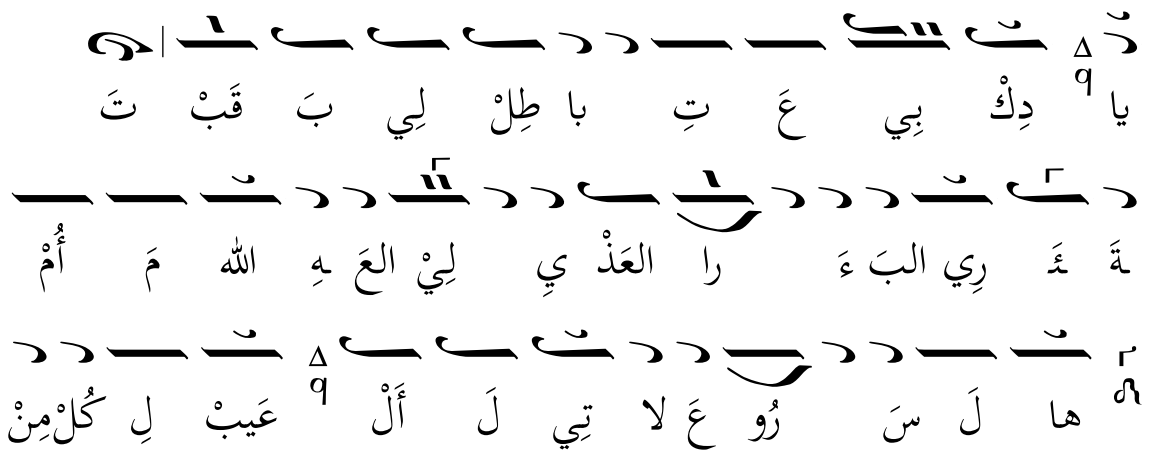 يا دِكْ بِي عَ تِ با طِلْ لِي بَ قَبْ تَ
ةَ ئَ رِي البَ ءَ را العَذْ يِ لِيْ العَ ـهِ الله مَ أُمْ
ها لَ سَ رُو عَ لا تِي لَ أَلْ عَيبْ لِ كُلْ مِنْ